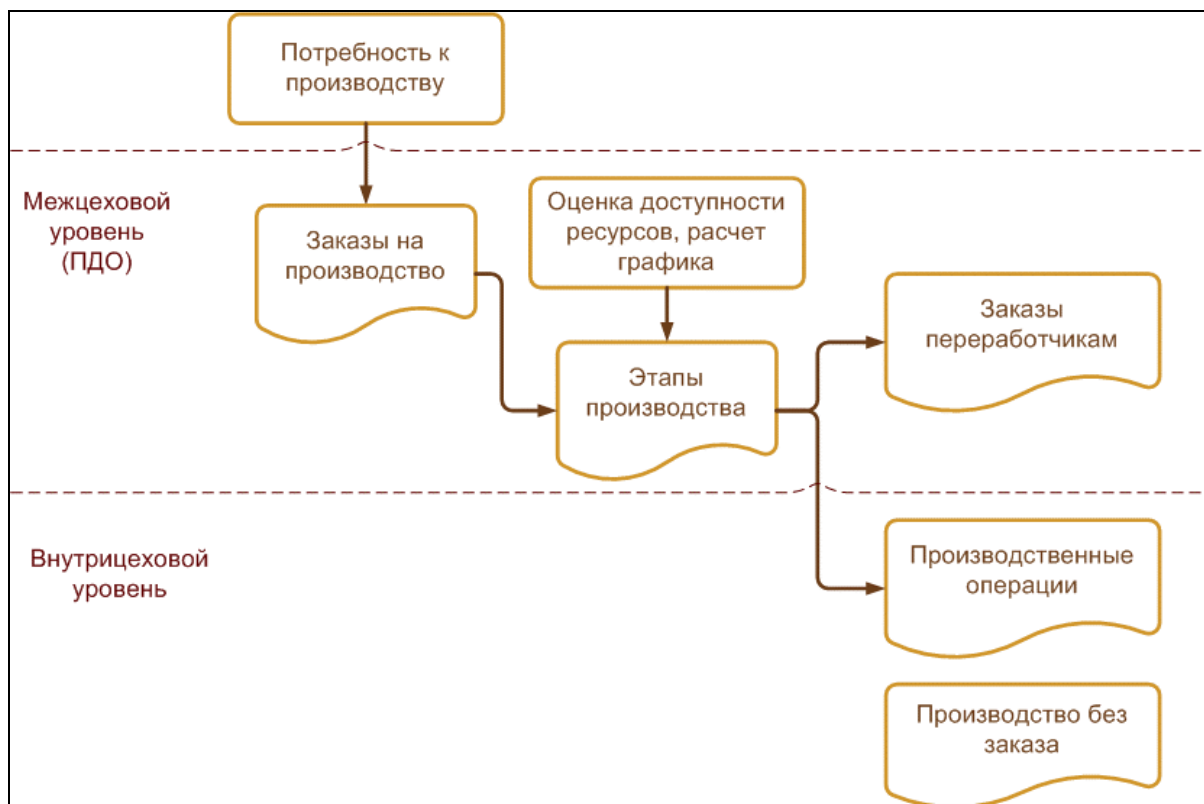 Потребность к
производству
Межцеховой
уровень
(ПДО)
Заказы на
производство
Оценка доступности
ресурсов, расчет
графика
Этапы
производства
Заказы
переработчикам
Внутрицеховой
уровень
Производственные
операции
Производство без
заказа